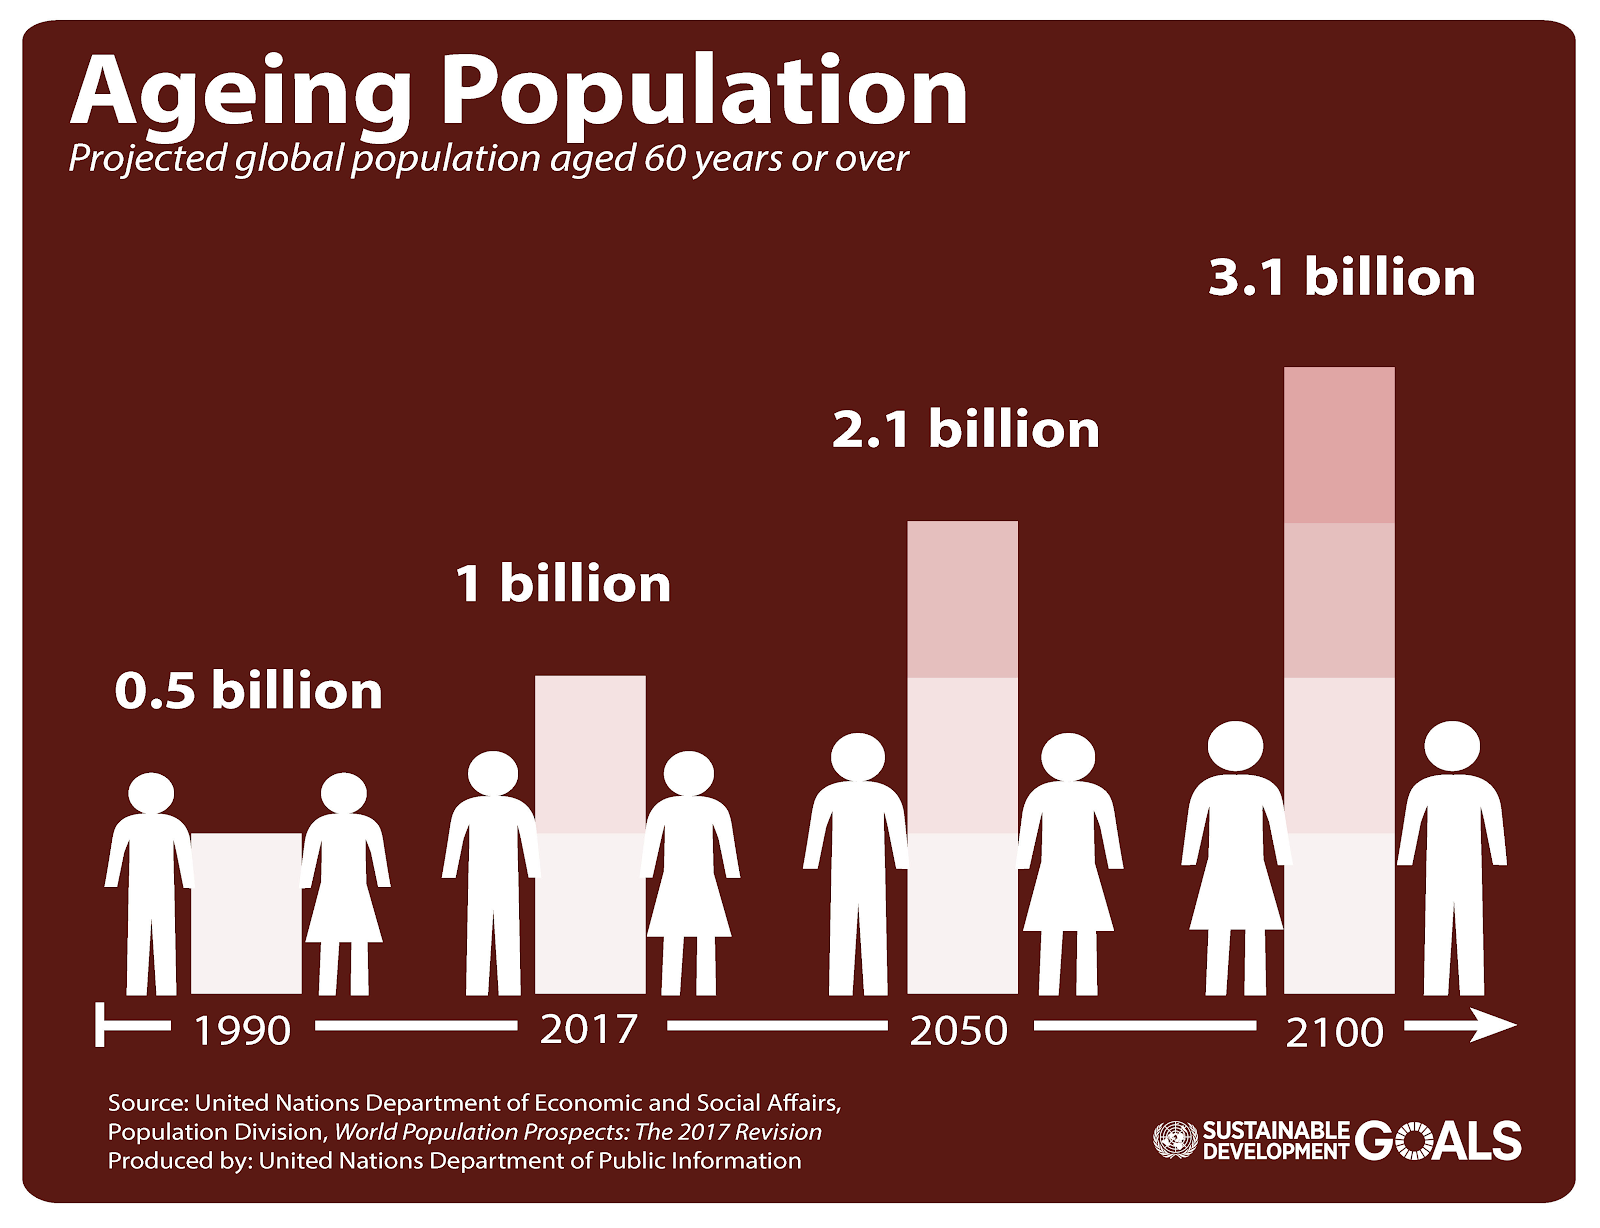 Ageing Population
Projected global population aged 60 years or over
3.1 billion
2.1 billion
1 billion
0.5 billion
1990
2017
2050
2100
Source: United Nations Department of Economic and Social Affairs,
Population Division, World Population Prospects: The 2017 Revision
Produced by: United Nations Department of Public Information
SUSTAINABLE
DEVELOPMENT
GOALS